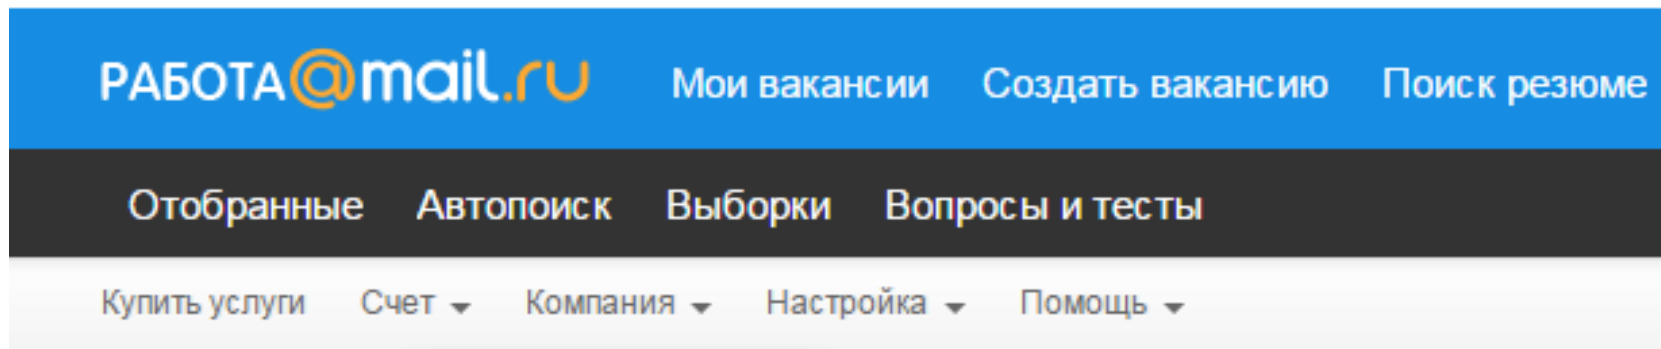 РАБОТА@mail.ru Мои вакансии Создать вакансию Поиск резюме
Отобранные Автопоиск Выборки Вопросы и тесты
Купить услуги Счет Компания Настройка Помощь